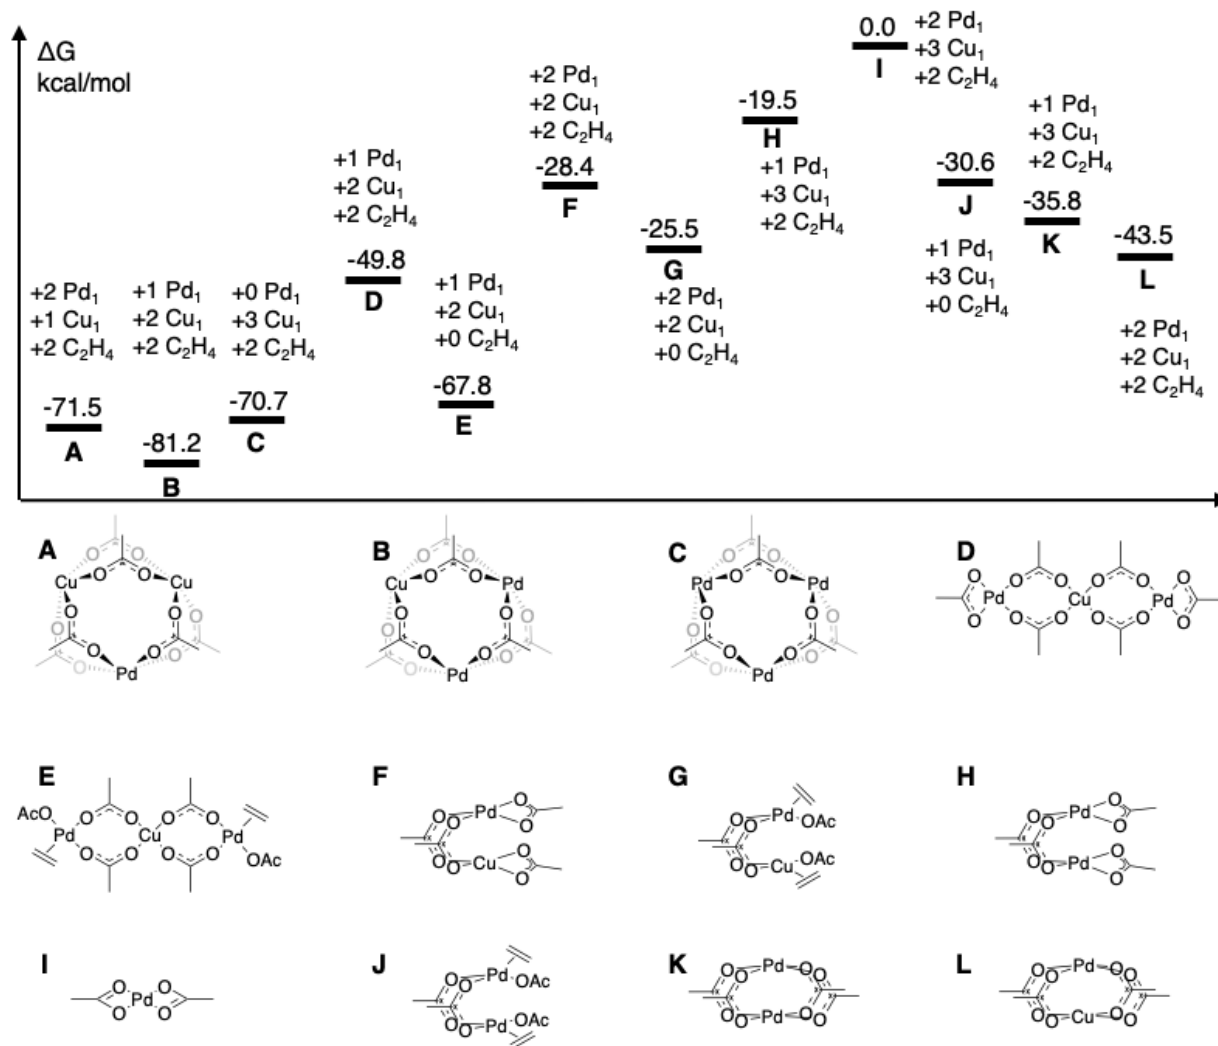 ΔG
kcal/mol
0.0
I
+2 Pd₁
+3 Cu₁
+2 C₂H₄
+2 Pd₁
+2 Cu₁
+2 C₂H₄
-28.4
F
-19.5
H
+1 Pd₁
+3 Cu₁
+2 C₂H₄
+1 Pd₁
+3 Cu₁
+2 C₂H₄
-35.8
K
+1 Pd₁
+2 Cu₁
+2 C₂H₄
-49.8
D
-30.6
J
+1 Pd₁
+3 Cu₁
+0 C₂H₄
-25.5
G
+2 Pd₁
+2 Cu₁
+0 C₂H₄
-43.5
L
+2 Pd₁
+2 Cu₁
+2 C₂H₄
+2 Pd₁
+1 Cu₁
+2 C₂H₄
-71.5
A
+1 Pd₁
+2 Cu₁
+2 C₂H₄
-81.2
B
+0 Pd₁
+3 Cu₁
+2 C₂H₄
-70.7
C
+1 Pd₁
+2 Cu₁
+0 C₂H₄
-67.8
E
A
O O
Cu O O Cu
O O
O O
O O
O O
Pd
B
O O
Cu O O Pd
O O
O O
O O
O O
Pd
C
O O
Pd O O Pd
O O
O O
O O
O O
Pd
D
O O O O O O
Pd Cu Pd
O O O O O O
E
AcO O O O O
Pd Cu Pd
O O O O OAc
F
O O Pd O O
O O Cu O O
G
O O Pd OAc
O O Cu OAc
H
O O Pd O O
O O Pd O O
I
O O
Pd
O O
J
O O Pd OAc
O O Pd OAc
K
O O Pd O O
O O Pd O O
L
O O Pd O O
O O Cu O O